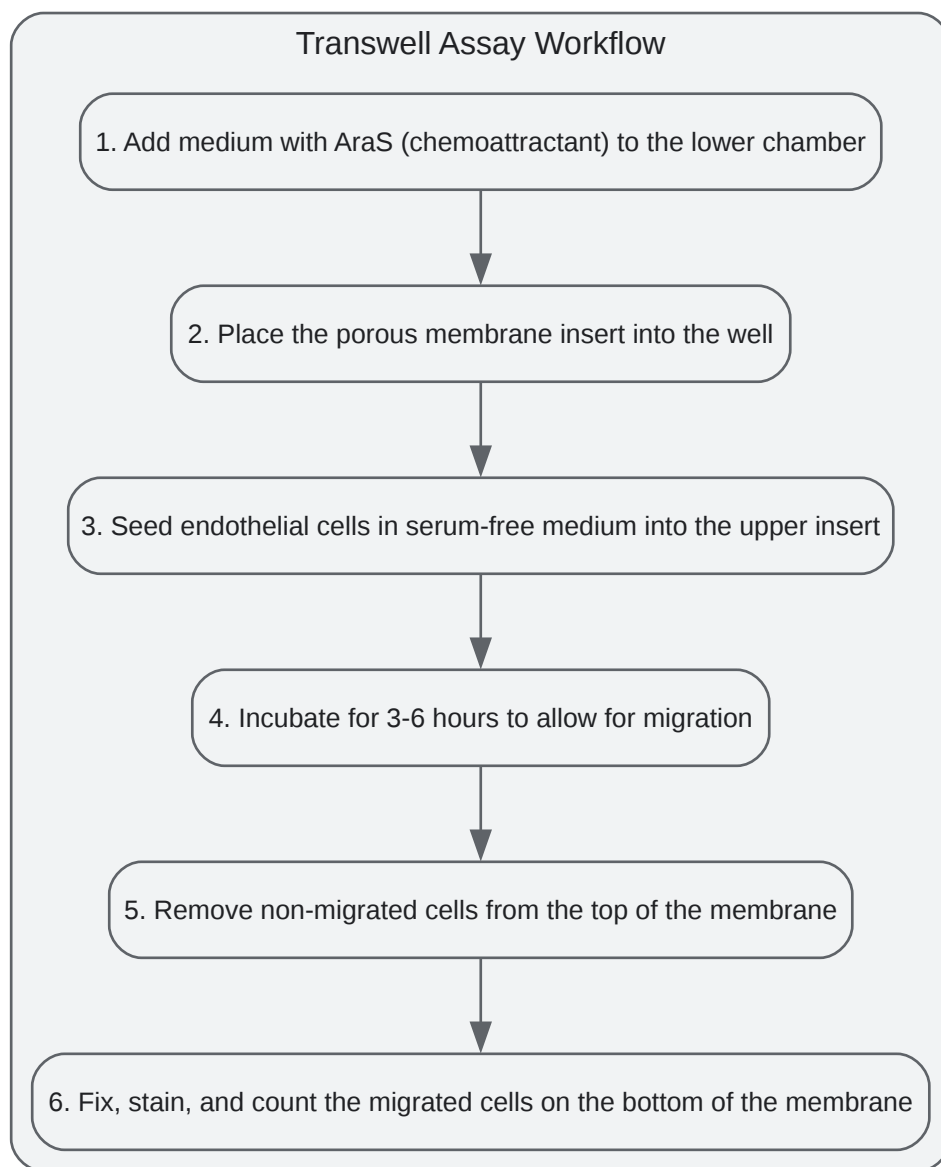 Transwell Assay Workflow
1. Add medium with AraS (chemoattractant) to the lower chamber
2. Place the porous membrane insert into the well
3. Seed endothelial cells in serum-free medium into the upper insert
4. Incubate for 3-6 hours to allow for migration
5. Remove non-migrated cells from the top of the membrane
6. Fix, stain, and count the migrated cells on the bottom of the membrane